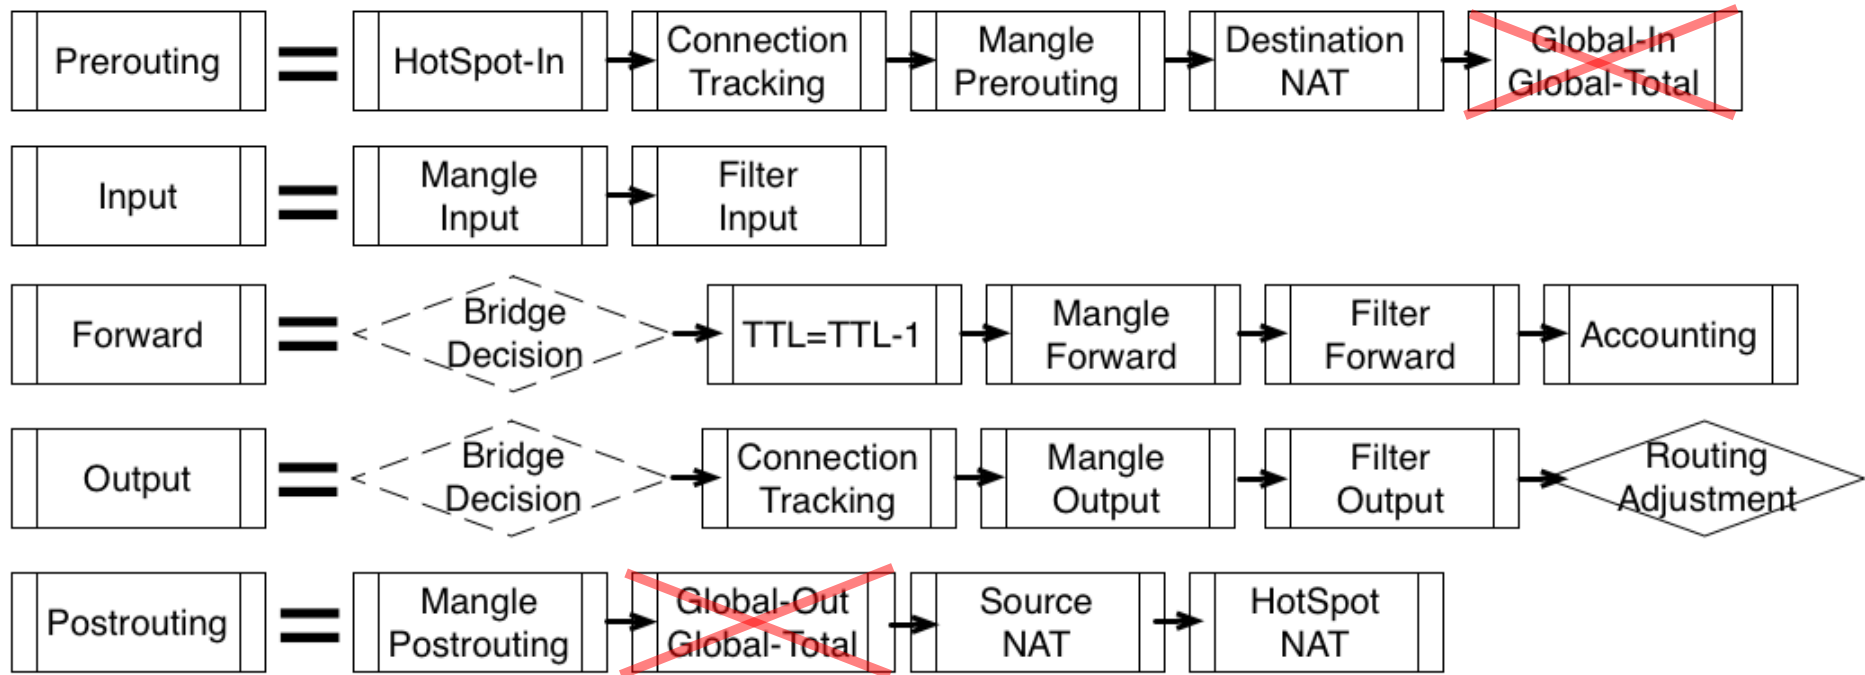 Prerouting
HotSpot-In
Connection
Tracking
Mangle
Prerouting
Destination
NAT
Global-In
Global-Total
Input
Mangle
Input
Filter
Input
Forward
Bridge
Decision
TTL=TTL-1
Mangle
Forward
Filter
Forward
Accounting
Output
Bridge
Decision
Connection
Tracking
Mangle
Output
Filter
Output
Routing
Adjustment
Postrouting
Mangle
Postrouting
Global-Out
Global-Total
Source
NAT
HotSpot
NAT